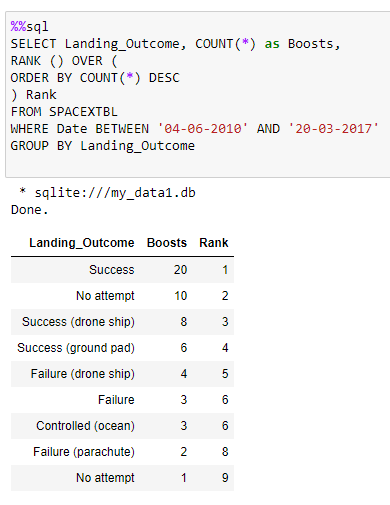 %%sql
SELECT Landing_Outcome, COUNT(*) as Boosts,
RANK () OVER (
ORDER BY COUNT(*) DESC
) Rank
FROM SPACEXTBL
WHERE Date BETWEEN '04-06-2010' AND '20-03-2017'
GROUP BY Landing_Outcome
* sqlite:///my_data1.db
Done.
Landing_Outcome Boosts Rank
Success 20 1
No attempt 10 2
Success (drone ship) 8 3
Success (ground pad) 6 4
Failure (drone ship) 4 5
Failure 3 6
Controlled (ocean) 3 6
Failure (parachute) 2 8
No attempt 1 9